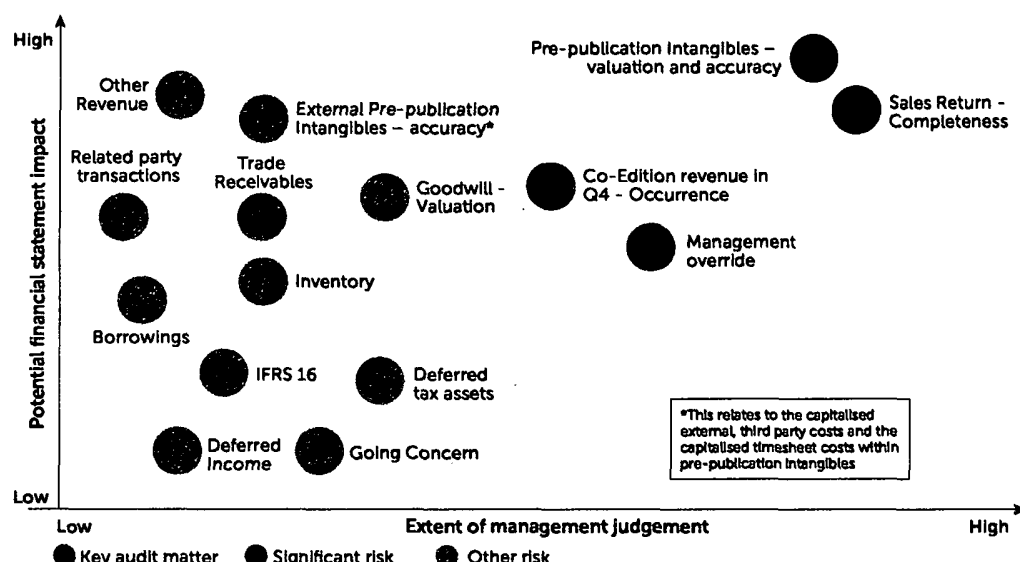 High
Pre-publication Intangibles –
valuation and accuracy
Other
Revenue
External Pre-publication
Intangibles – accuracy*
Sales Return -
Completeness
Related party
transactions
Trade
Receivables
Goodwill -
Valuation
Co-Edition revenue in
Q4 - Occurrence
Management
override
Inventory
Borrowings
IFRS 16
Deferred
tax assets
*This relates to the capitalised
external, third party costs and the
capitalised timesheet costs within
pre-publication intangibles
Deferred
Income
Going Concern
Potential financial statement impact
Low
Low
Extent of management judgement
High
Key audit matter
Significant risk
Other risk